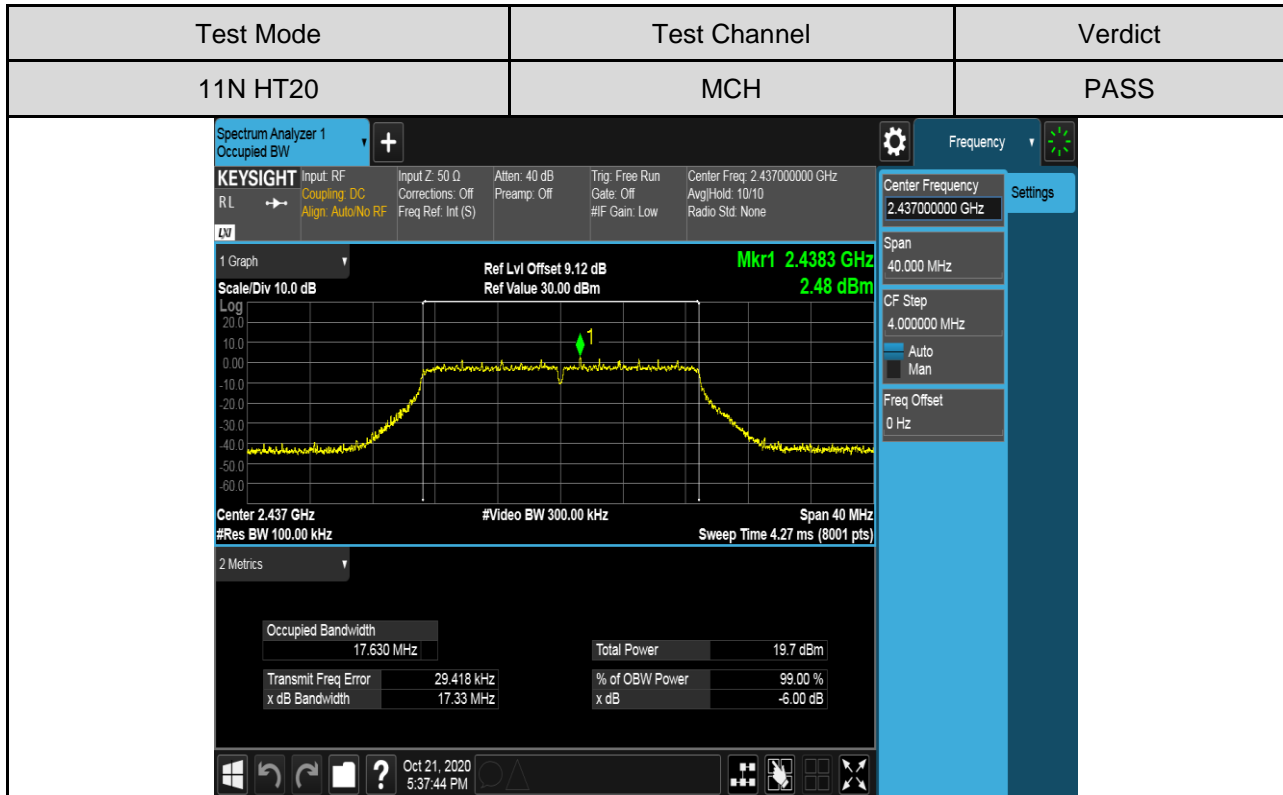 Test Mode Test Channel Verdict
11N HT20 MCH PASS
Spectrum Analyzer 1
Occupied BW
+
Frequency
KEYSIGHT
RL
LXI
Input: RF
Coupling: DC
Align: Auto/No RF
Input Z: 50 Ω
Corrections: Off
Freq Ref: Int (S)
Atten: 40 dB
Preamp: Off
Trig: Free Run
Gate: Off
#IF Gain: Low
Center Freq: 2.437000000 GHz
Avg|Hold: 10/10
Radio Std: None
Center Frequency
2.437000000 GHz
Settings
Span
40.000 MHz
CF Step
4.000000 MHz
Auto
Man
Freq Offset
0 Hz
1 Graph
Scale/Div 10.0 dB
Ref Lvl Offset 9.12 dB
Ref Value 30.00 dBm
Mkr1 2.4383 GHz
2.48 dBm
Log
20.0
10.0
0.00
-10.0
-20.0
-30.0
-40.0
-50.0
-60.0
1
Center 2.437 GHz #Video BW 300.00 kHz Span 40 MHz
#Res BW 100.00 kHz Sweep Time 4.27 ms (8001 pts)
2 Metrics
Occupied Bandwidth
17.630 MHz
Total Power 19.7 dBm
Transmit Freq Error 29.418 kHz
% of OBW Power 99.00 %
x dB Bandwidth 17.33 MHz
x dB -6.00 dB
?
Oct 21, 2020
5:37:44 PM